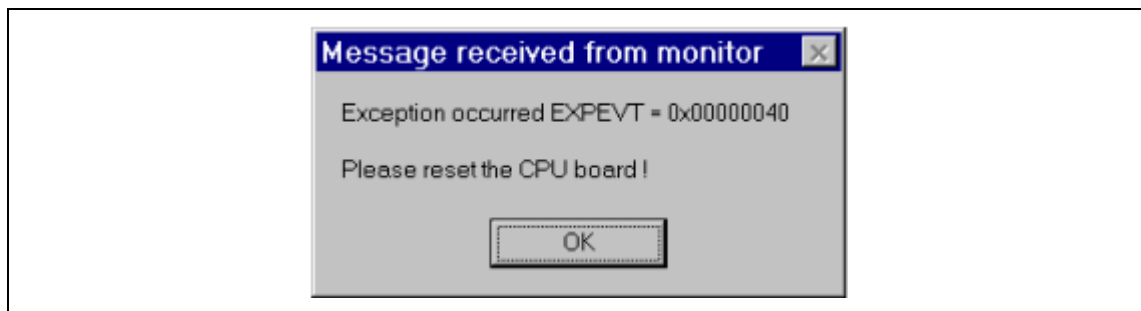 Message received from monitor
Exception occurred EXPEVT = 0x00000040
Please reset the CPU board !
OK